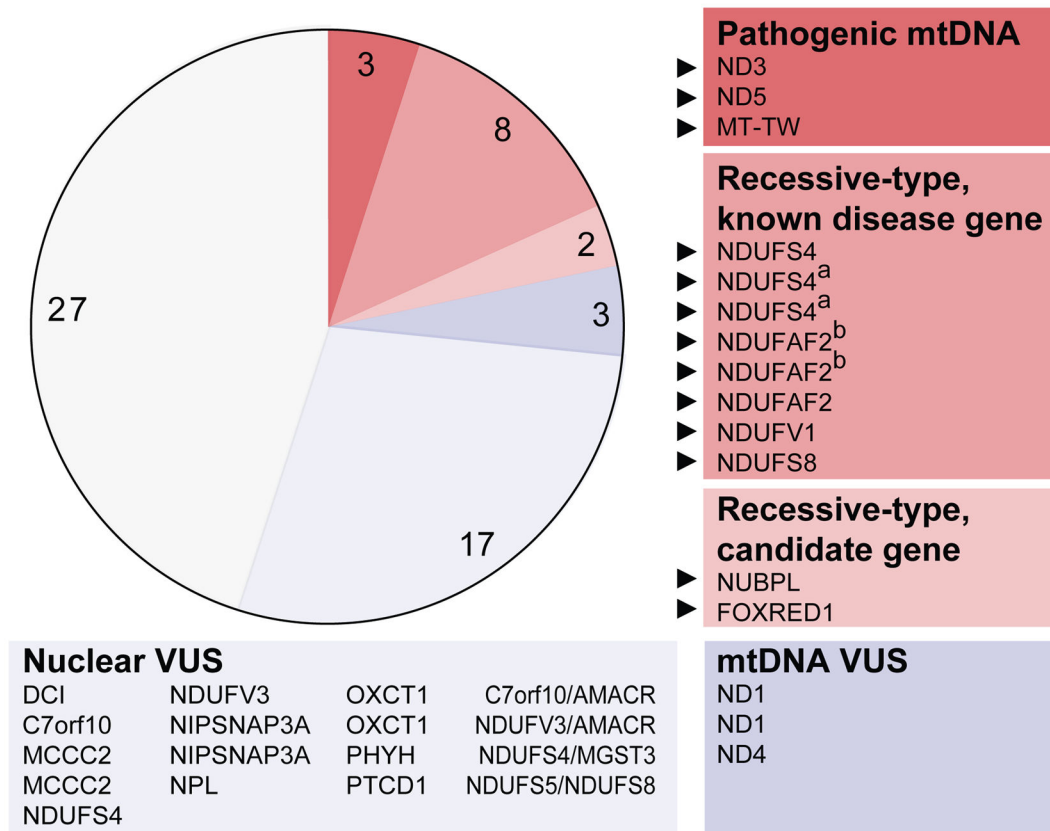 3
8
2
3
17
27
Pathogenic mtDNA
► ND3
► ND5
► MT-TW
Recessive-type,
known disease gene
► NDUFS4
► NDUFS4ᵃ
► NDUFS4ᵃ
► NDUFAF2ᵇ
► NDUFAF2ᵇ
► NDUFAF2
► NDUFV1
► NDUFS8
Recessive-type,
candidate gene
► NUBPL
► FOXRED1
Nuclear VUS
DCI NDUFV3 OXCT1 C7orf10/AMACR
C7orf10 NIPSNAP3A OXCT1 NDUFV3/AMACR
MCCC2 NIPSNAP3A PHYH NDUFS4/MGST3
MCCC2 NPL PTCD1 NDUFS5/NDUFS8
NDUFS4
mtDNA VUS
ND1
ND1
ND4